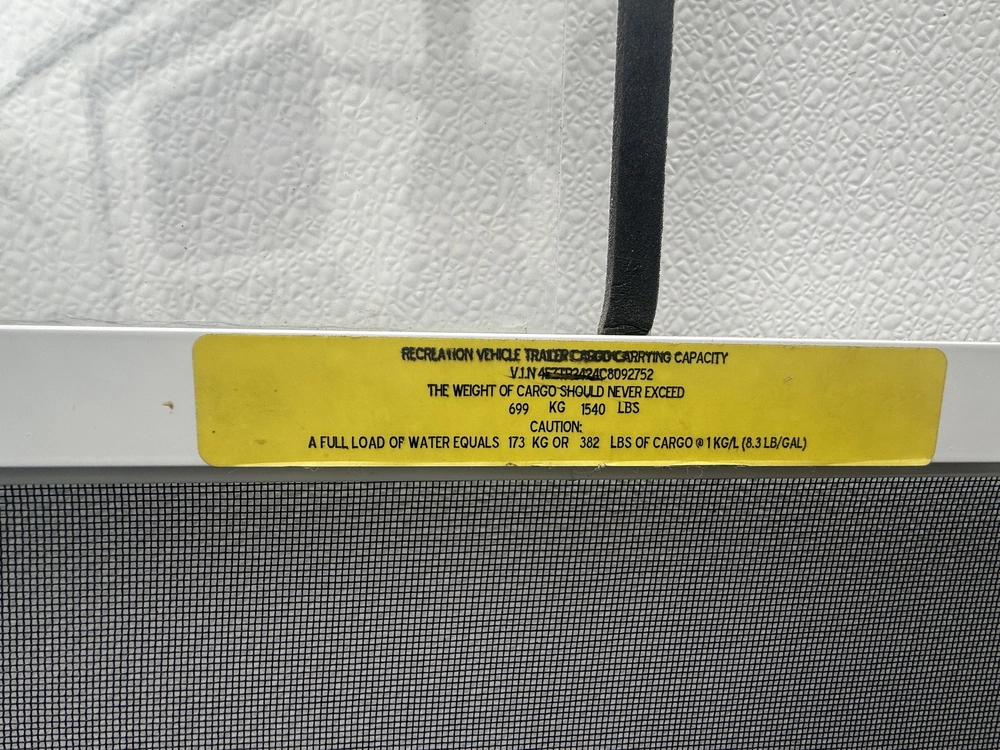 RECREATION VEHICLE TRAILER CARGO CARRYING CAPACITY
V.I.N
THE WEIGHT OF CARGO SHOULD NEVER EXCEED
699 KG 1540 LBS
CAUTION:
A FULL LOAD OF WATER EQUALS 173 KG OR 382 LBS OF CARGO @ 1 KG/L (8.3 LB/GAL)